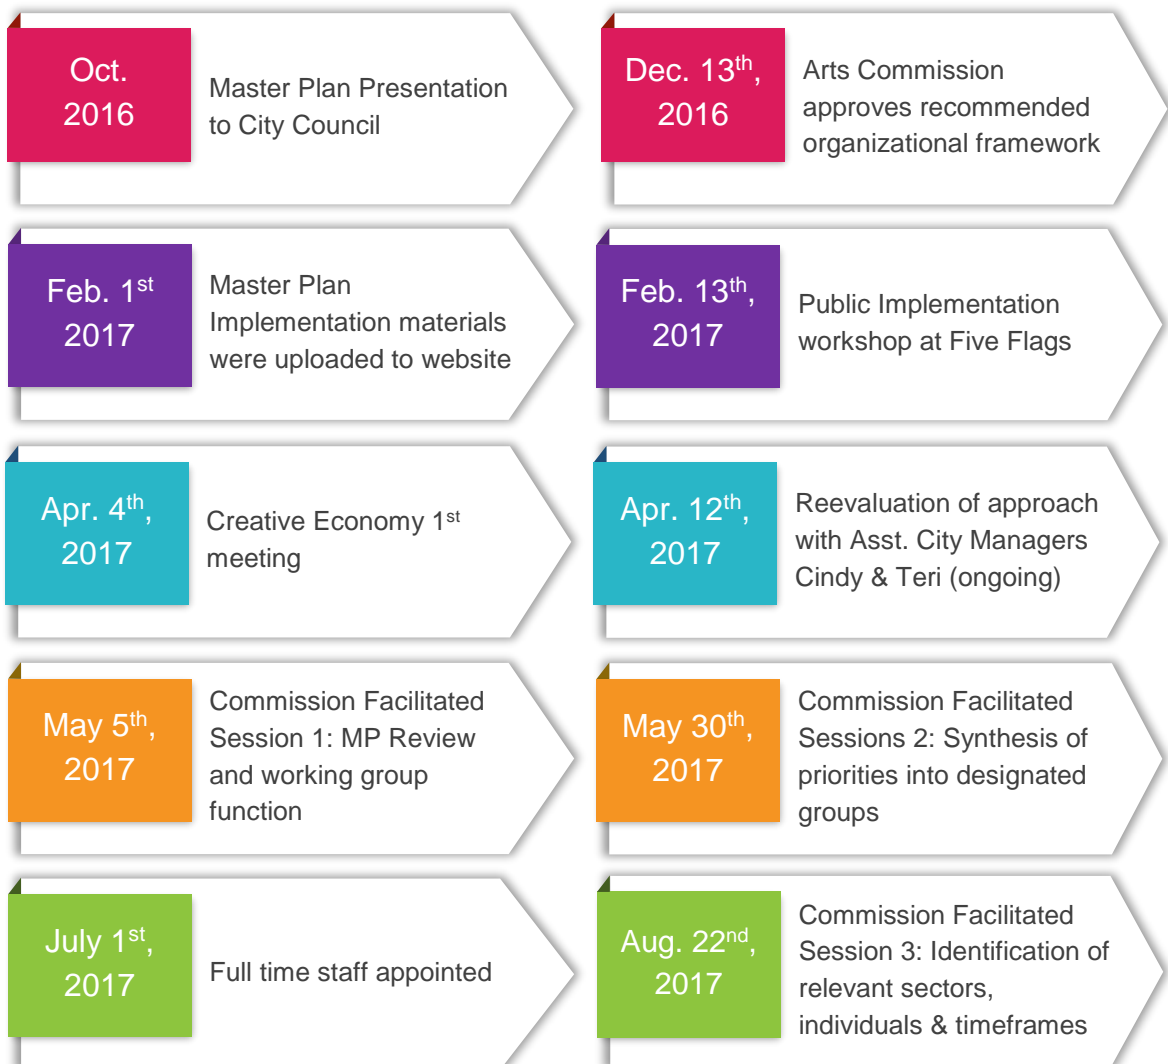 Oct.
2016
Master Plan Presentation
to City Council
Dec. 13th,
2016
Arts Commission
approves recommended
organizational framework
Feb. 1st
2017
Master Plan
Implementation materials
were uploaded to website
Feb. 13th,
2017
Public Implementation
workshop at Five Flags
Apr. 4th,
2017
Creative Economy 1st
meeting
Apr. 12th,
2017
Reevaluation of approach
with Asst. City Managers
Cindy & Teri (ongoing)
May 5th,
2017
Commission Facilitated
Session 1: MP Review
and working group
function
May 30th,
2017
Commission Facilitated
Sessions 2: Synthesis of
priorities into designated
groups
July 1st,
2017
Full time staff appointed
Aug. 22nd,
2017
Commission Facilitated
Session 3: Identification of
relevant sectors,
individuals & timeframes